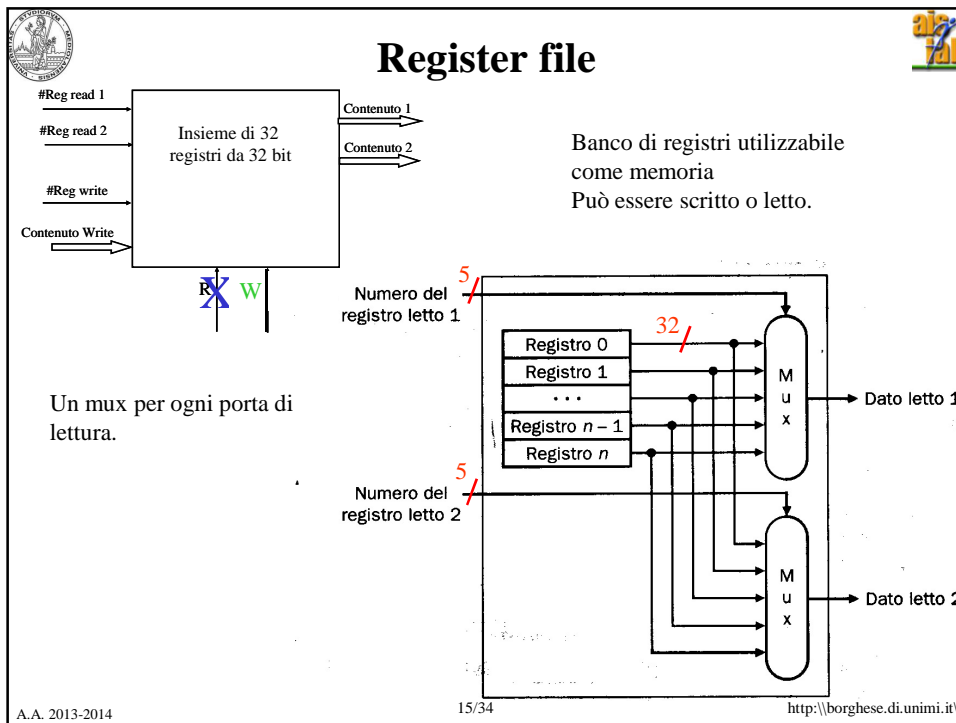 Register file
#Reg read 1
#Reg read 2
#Reg write
Contenuto Write
Insieme di 32
registri da 32 bit
Contenuto 1
Contenuto 2
R
X
W
Banco di registri utilizzabile
come memoria
Può essere scritto o letto.
Un mux per ogni porta di
lettura.
5
Numero del
registro letto 1
32
Registro 0
Registro 1
...
Registro n – 1
Registro n
M
u
x
Dato letto 1
5
Numero del
registro letto 2
M
u
x
Dato letto 2
A.A. 2013-2014
15/34
http:\\borghese.di.unimi.it\